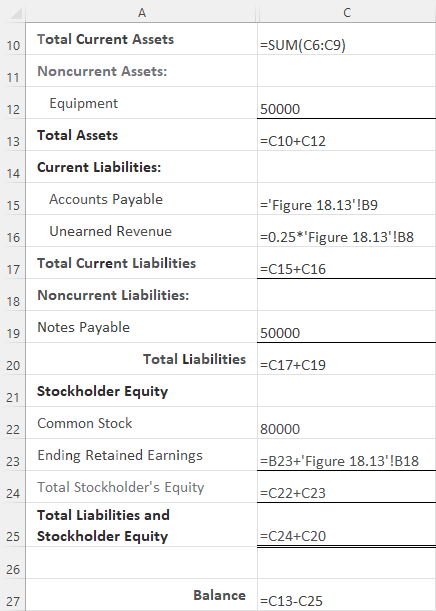 A C
10 Total Current Assets =SUM(C6:C9)
11 Noncurrent Assets:
12 Equipment 50000
13 Total Assets =C10+C12
14 Current Liabilities:
15 Accounts Payable ='Figure 18.13'!B9
16 Unearned Revenue =0.25*'Figure 18.13'!B8
17 Total Current Liabilities =C15+C16
18 Noncurrent Liabilities:
19 Notes Payable 50000
20 Total Liabilities =C17+C19
21 Stockholder Equity
22 Common Stock 80000
23 Ending Retained Earnings =B23+'Figure 18.13'!B18
24 Total Stockholder's Equity =C22+C23
Total Liabilities and
25 Stockholder Equity =C24+C20
26
27 Balance =C13-C25